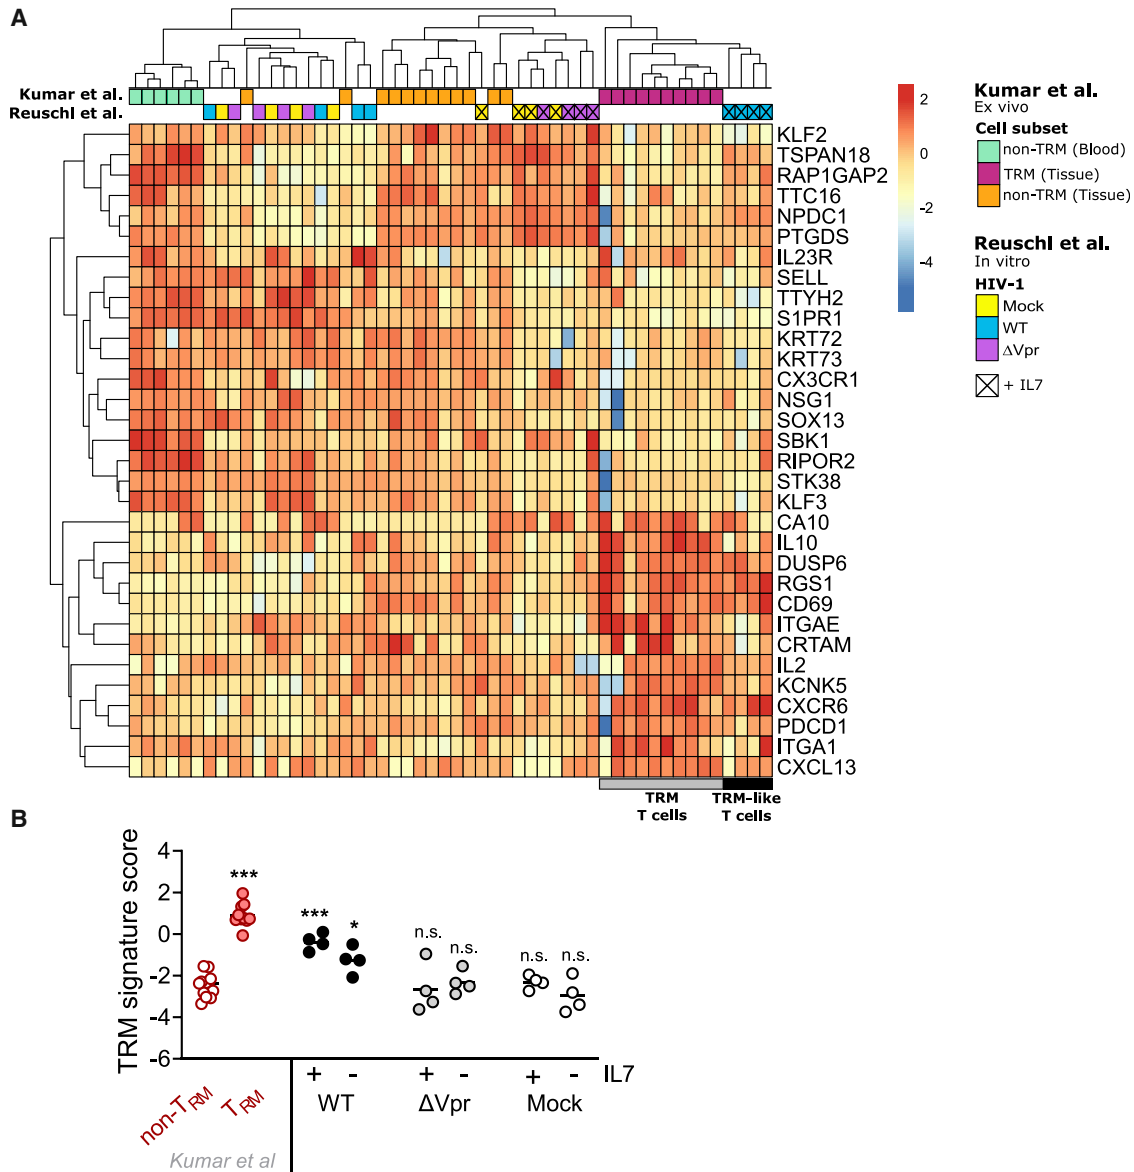 A
Kumar et al.
Reuschl et al.
KLF2
TSPAN18
RAP1GAP2
TTC16
NPDC1
PTGDS
IL23R
SELL
TTYH2
S1PR1
KRT72
KRT73
CX3CR1
NSG1
SOX13
SBK1
RIPOR2
STK38
KLF3
CA10
IL10
DUSP6
RGS1
CD69
ITGAE
CRTAM
IL2
KCNK5
CXCR6
PDCD1
ITGA1
CXCL13
TRM
T cells
TRM-like
T cells
2
0
-2
-4
Kumar et al.
Ex vivo
Cell subset
non-TRM (Blood)
TRM (Tissue)
non-TRM (Tissue)
Reuschl et al.
In vitro
HIV-1
Mock
WT
ΔVpr
+ IL7
B
TRM signature score
4
2
0
-2
-4
-6
***
***
*
n.s.
n.s.
n.s.
n.s.
non-TRM
TRM
Kumar et al
+ - + - + - IL7
WT ΔVpr Mock